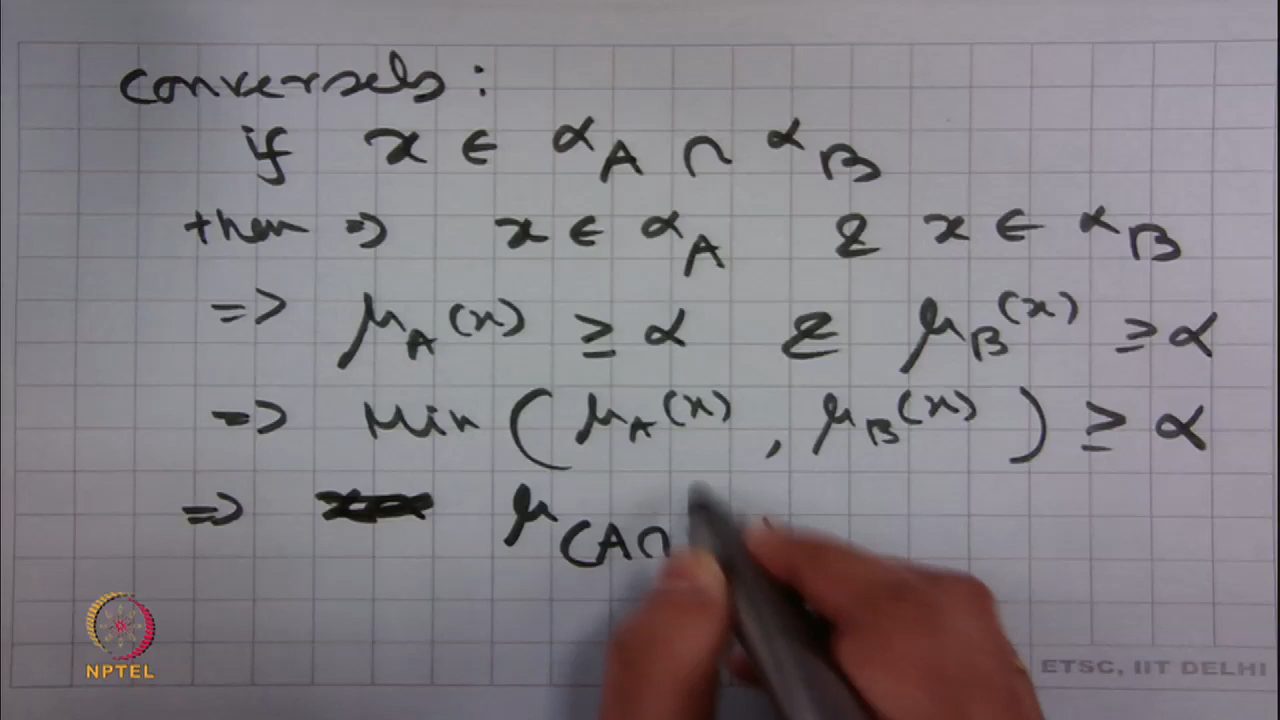 conversely:
if x ∈ αA ∩ αB
then => x ∈ αA & x ∈ αB
=> μA(x) ≥ α & μB(x) ≥ α
=> Min (μA(x), μB(x)) ≥ α
=> μ(A∩
NPTEL
ETSC, IIT DELHI